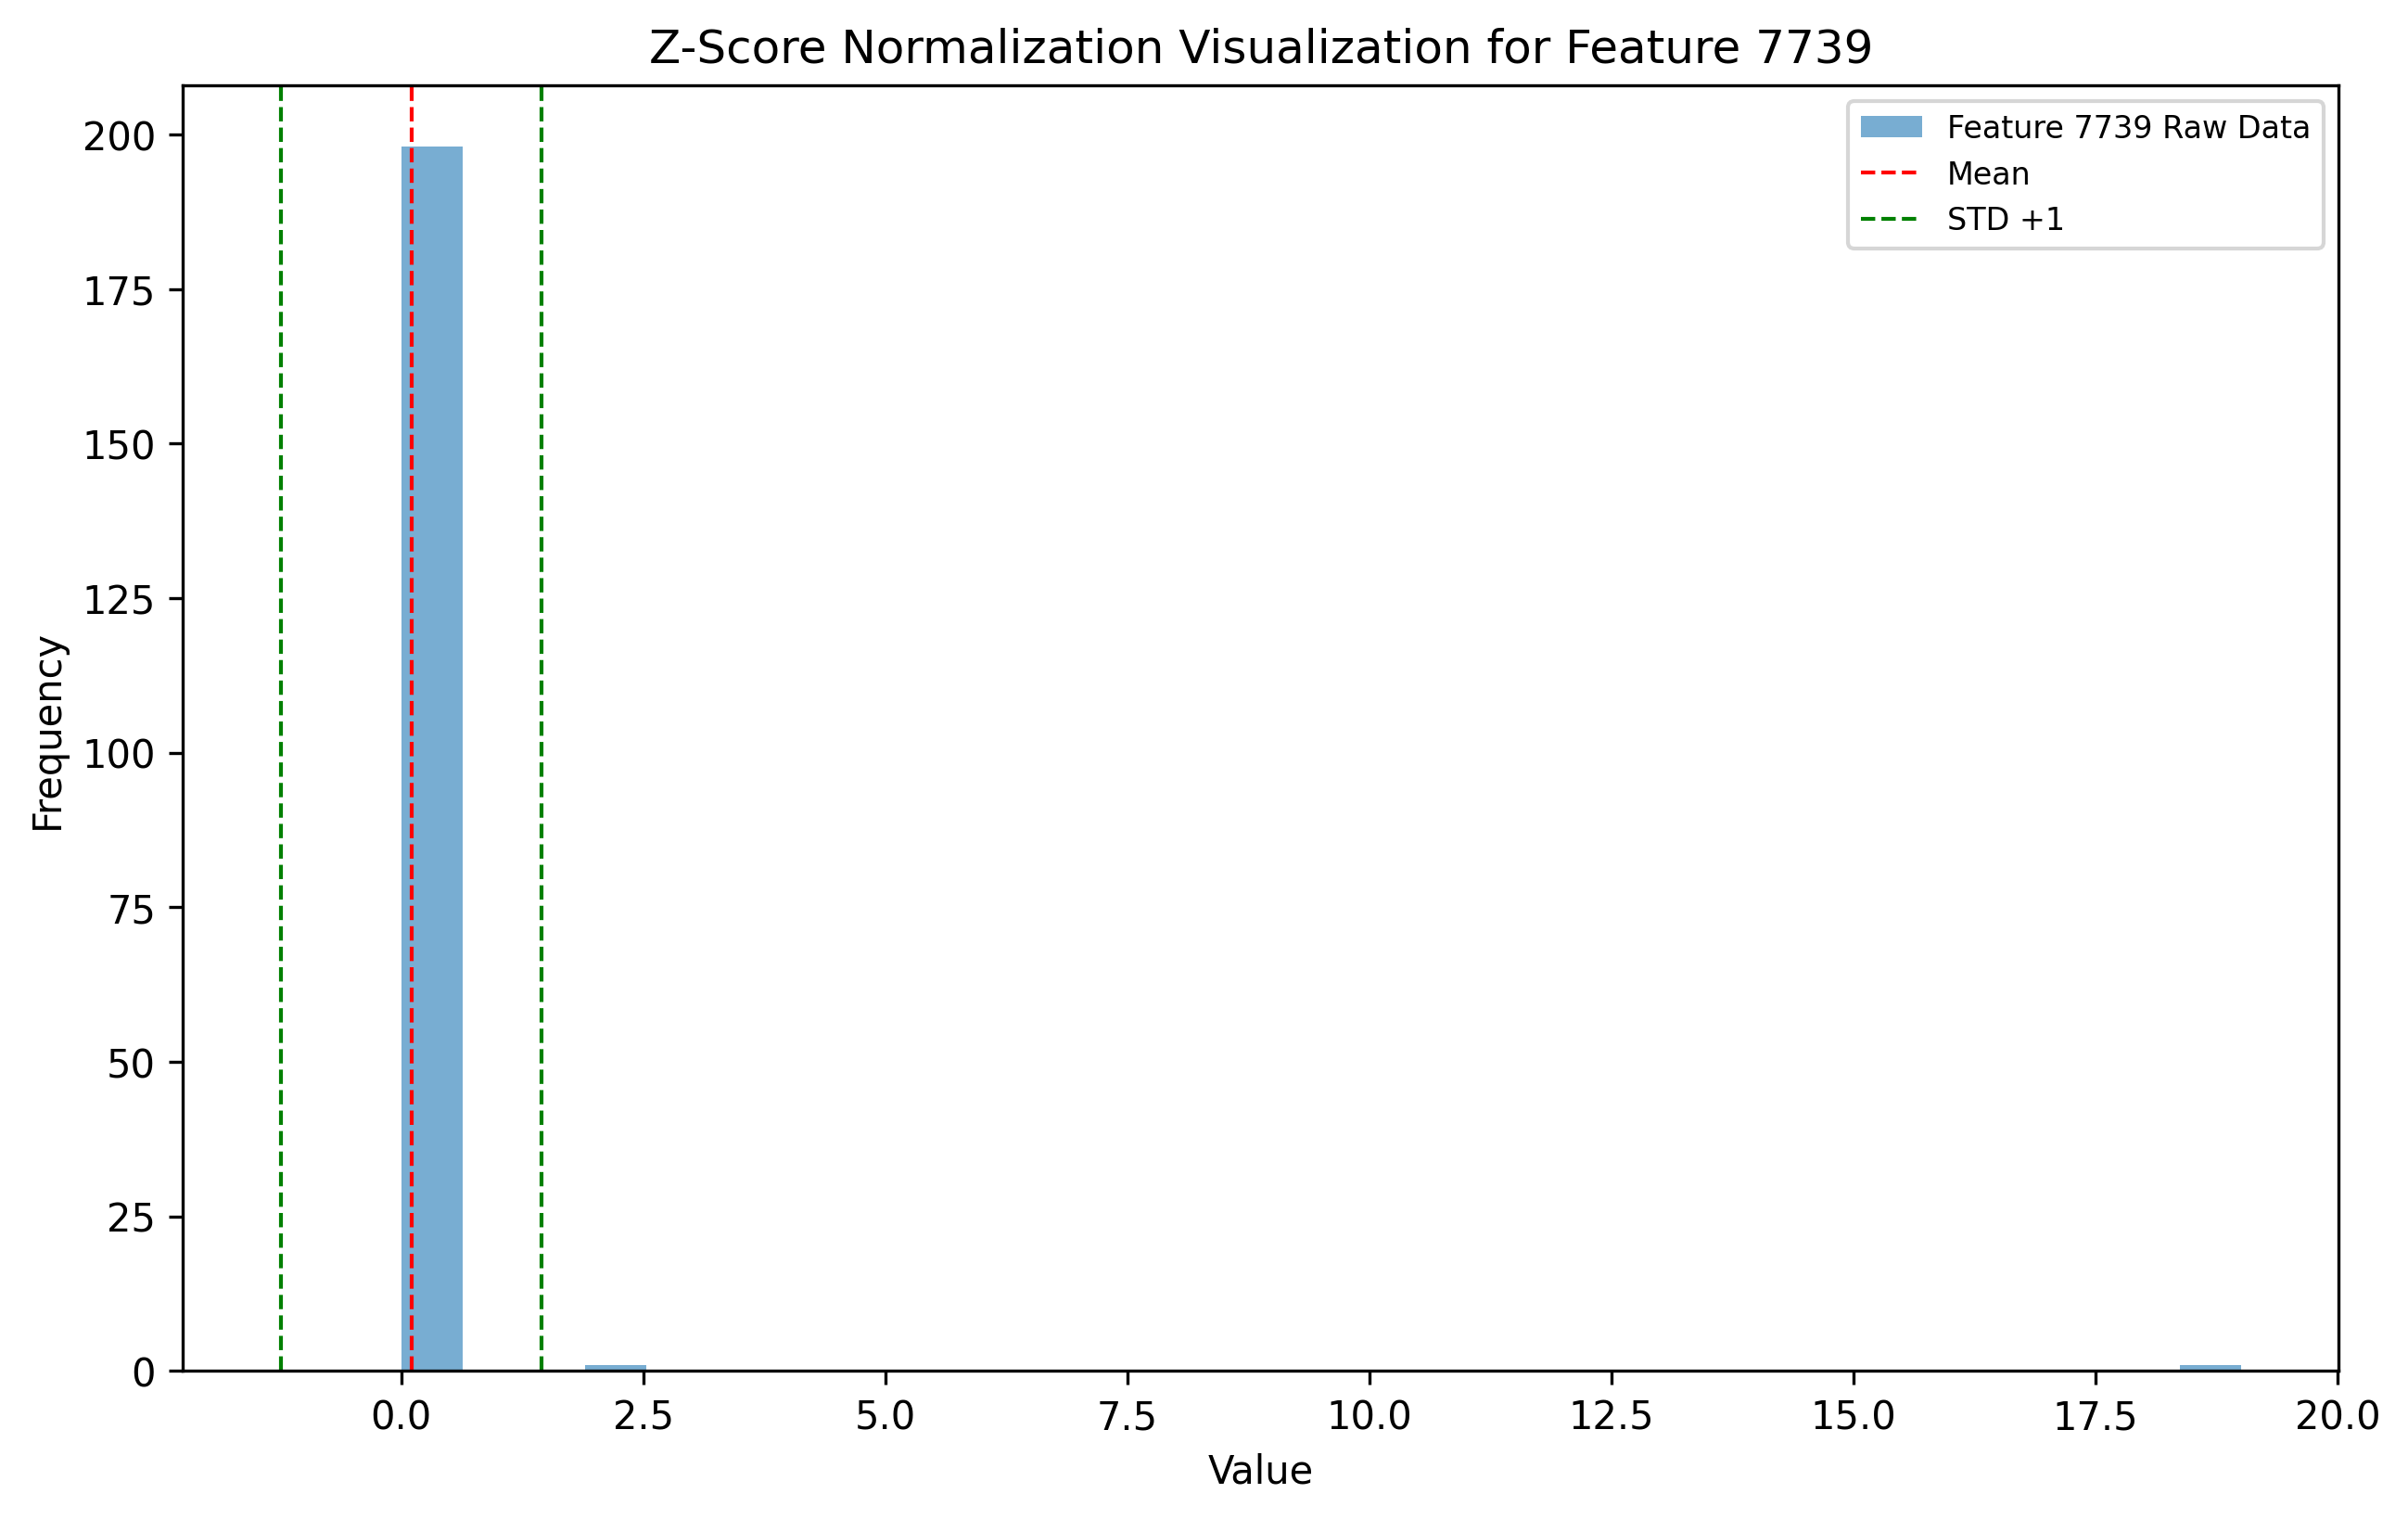 Z-Score Normalization Visualization for Feature 7739
Feature 7739 Raw Data
Mean
STD +1
200
175
150
125
100
75
50
25
0
Frequency
0.0 2.5 5.0 7.5 10.0 12.5 15.0 17.5 20.0
Value